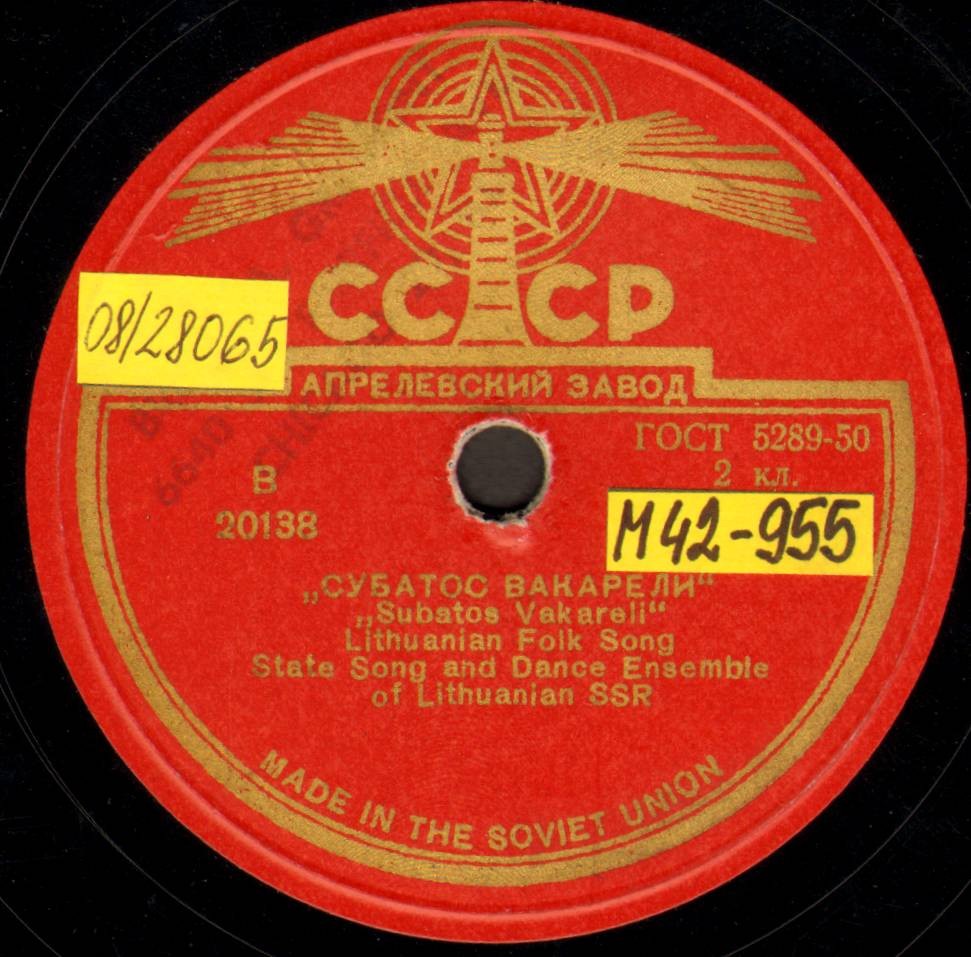 СССР
08/28065
АПРЕЛЕВСКИЙ ЗАВОД
ГОСТ 5289-50
2 кл.
В
20138
М42-955
„СУБАТОС ВАКАРЕЛИ“
„Subatos Vakareli“
Lithuanian Folk Song
State Song and Dance Ensemble
of Lithuanian SSR
MADE IN THE SOVIET UNION